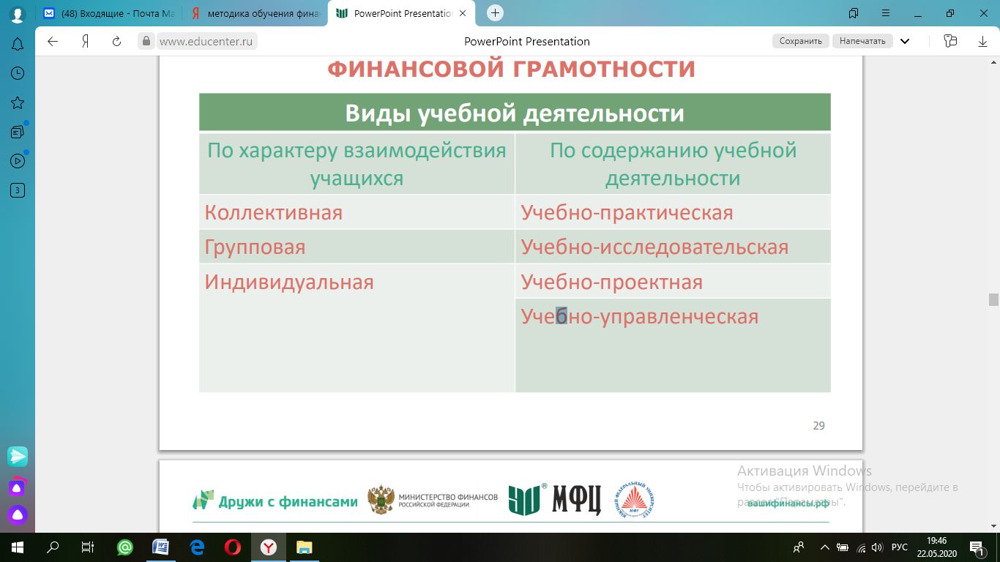 (48) Входящие - Почта Ma
методика обучения фина
PowerPoint Presentation
www.educenter.ru
PowerPoint Presentation
Сохранить
Напечатать
ФИНАНСОВОЙ ГРАМОТНОСТИ
Виды учебной деятельности
По характеру взаимодействия
учащихся
По содержанию учебной
деятельности
Коллективная
Учебно-практическая
Групповая
Учебно-исследовательская
Индивидуальная
Учебно-проектная
Учебно-управленческая
29
3
Активация Windows
Чтобы активировать Windows, перейдите в
раздел "Параметры".
Дружи с финансами
МИНИСТЕРСТВО ФИНАНСОВ
РОССИЙСКОЙ ФЕДЕРАЦИИ
МФЦ
вашифинансы.рф
РУС
19:46
22.05.2020
1